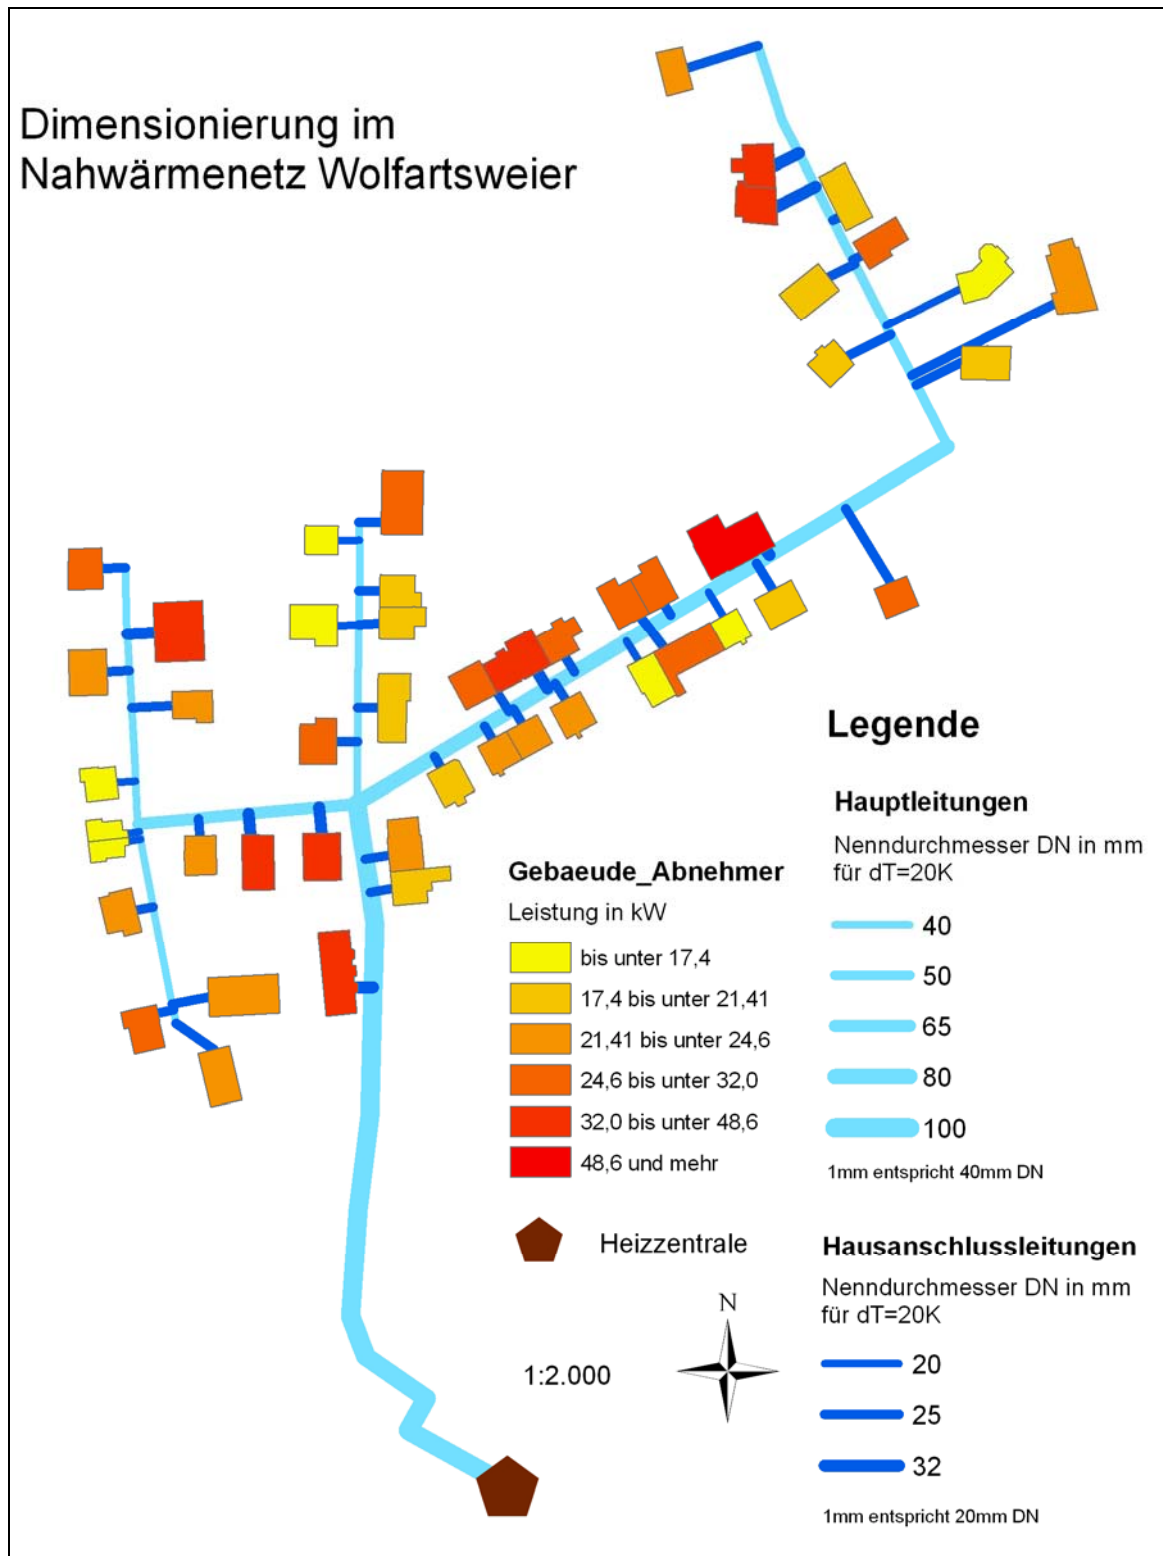 Dimensionierung im
Nahwärmenetz Wolfartsweier
Legende
Gebaeude_Abnehmer
Leistung in kW
bis unter 17,4
17,4 bis unter 21,41
21,41 bis unter 24,6
24,6 bis unter 32,0
32,0 bis unter 48,6
48,6 und mehr
Heizzentrale
1:2.000
N
Hauptleitungen
Nenndurchmesser DN in mm
für dT=20K
40
50
65
80
100
1mm entspricht 40mm DN
Hausanschlussleitungen
Nenndurchmesser DN in mm
für dT=20K
20
25
32
1mm entspricht 20mm DN